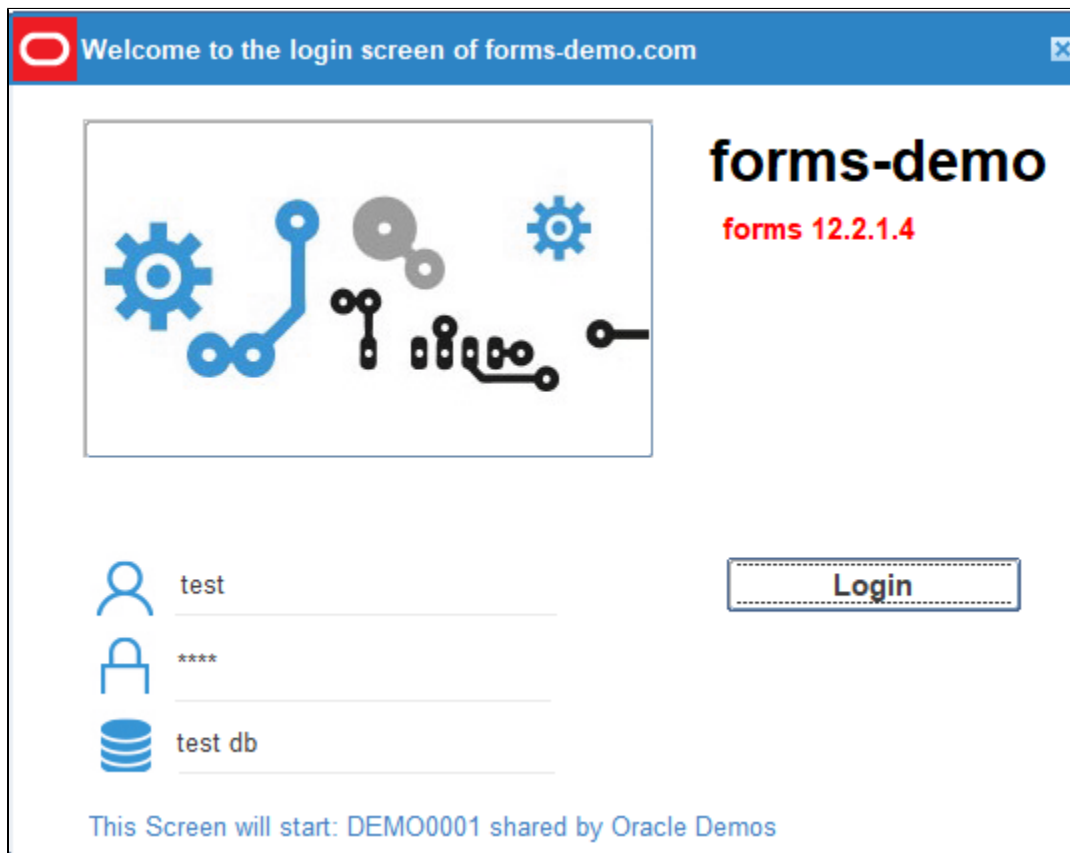 Welcome to the login screen of forms-demo.com
forms-demo
forms 12.2.1.4
test
Login
****
test db
This Screen will start: DEMO0001 shared by Oracle Demos